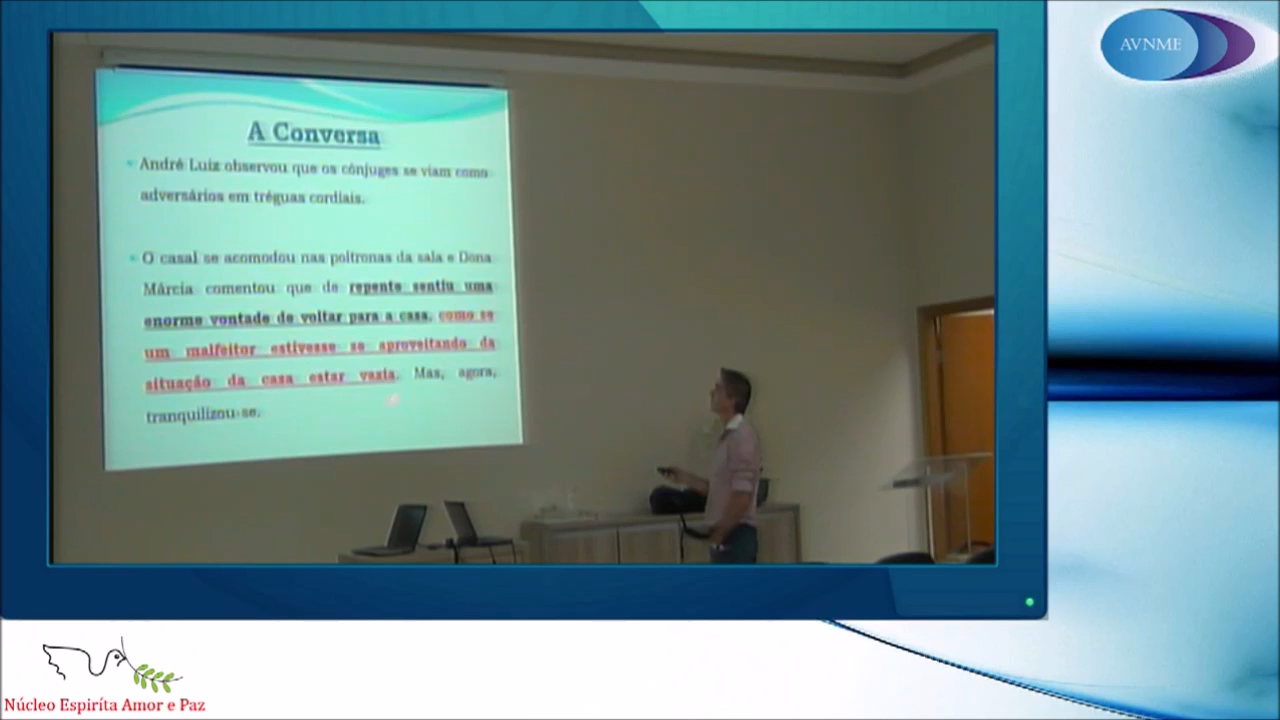 AVNME
A Conversa
André Luiz observou que os cônjuges se viam como
adversários em tréguas cordiais.
O casal se acomodou nas poltronas da sala e Dona
Márcia comentou que de repente sentiu uma
enorme vontade de voltar para a casa, como se
um malfeitor estivesse se aproveitando da
situação da casa estar vazia. Mas, agora,
tranquilizou-se.
Núcleo Espiríta Amor e Paz